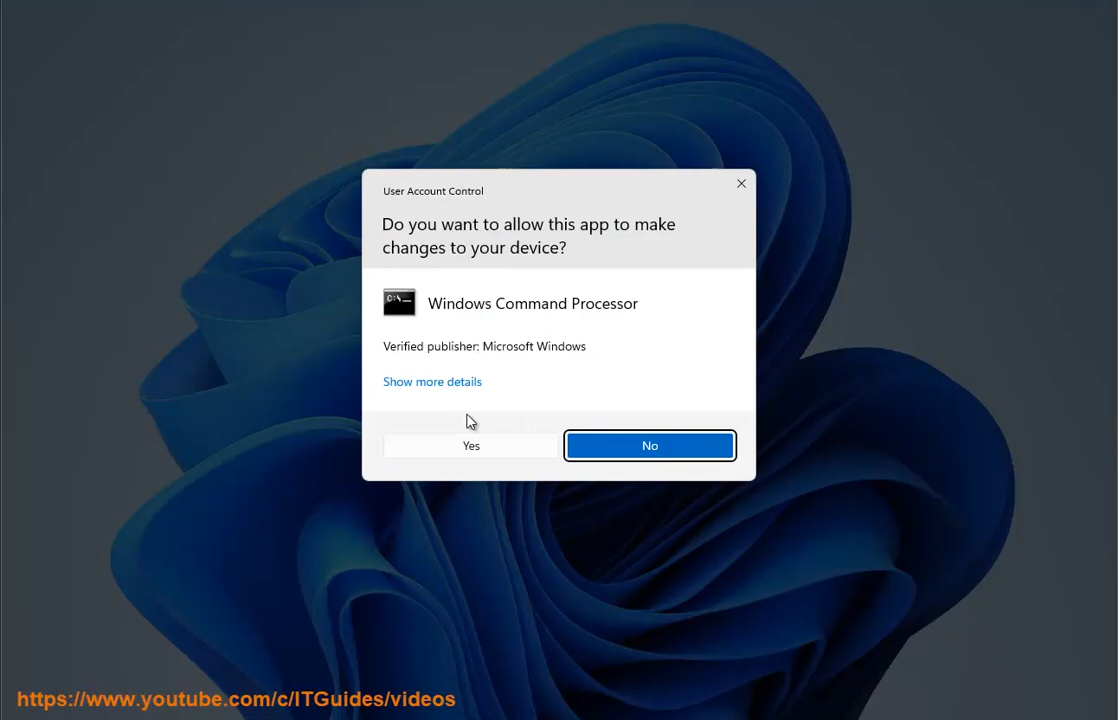 User Account Control
Do you want to allow this app to make
changes to your device?
C:\_
Windows Command Processor
Verified publisher: Microsoft Windows
Show more details
Yes
No
https://www.youtube.com/c/ITGuides/videos